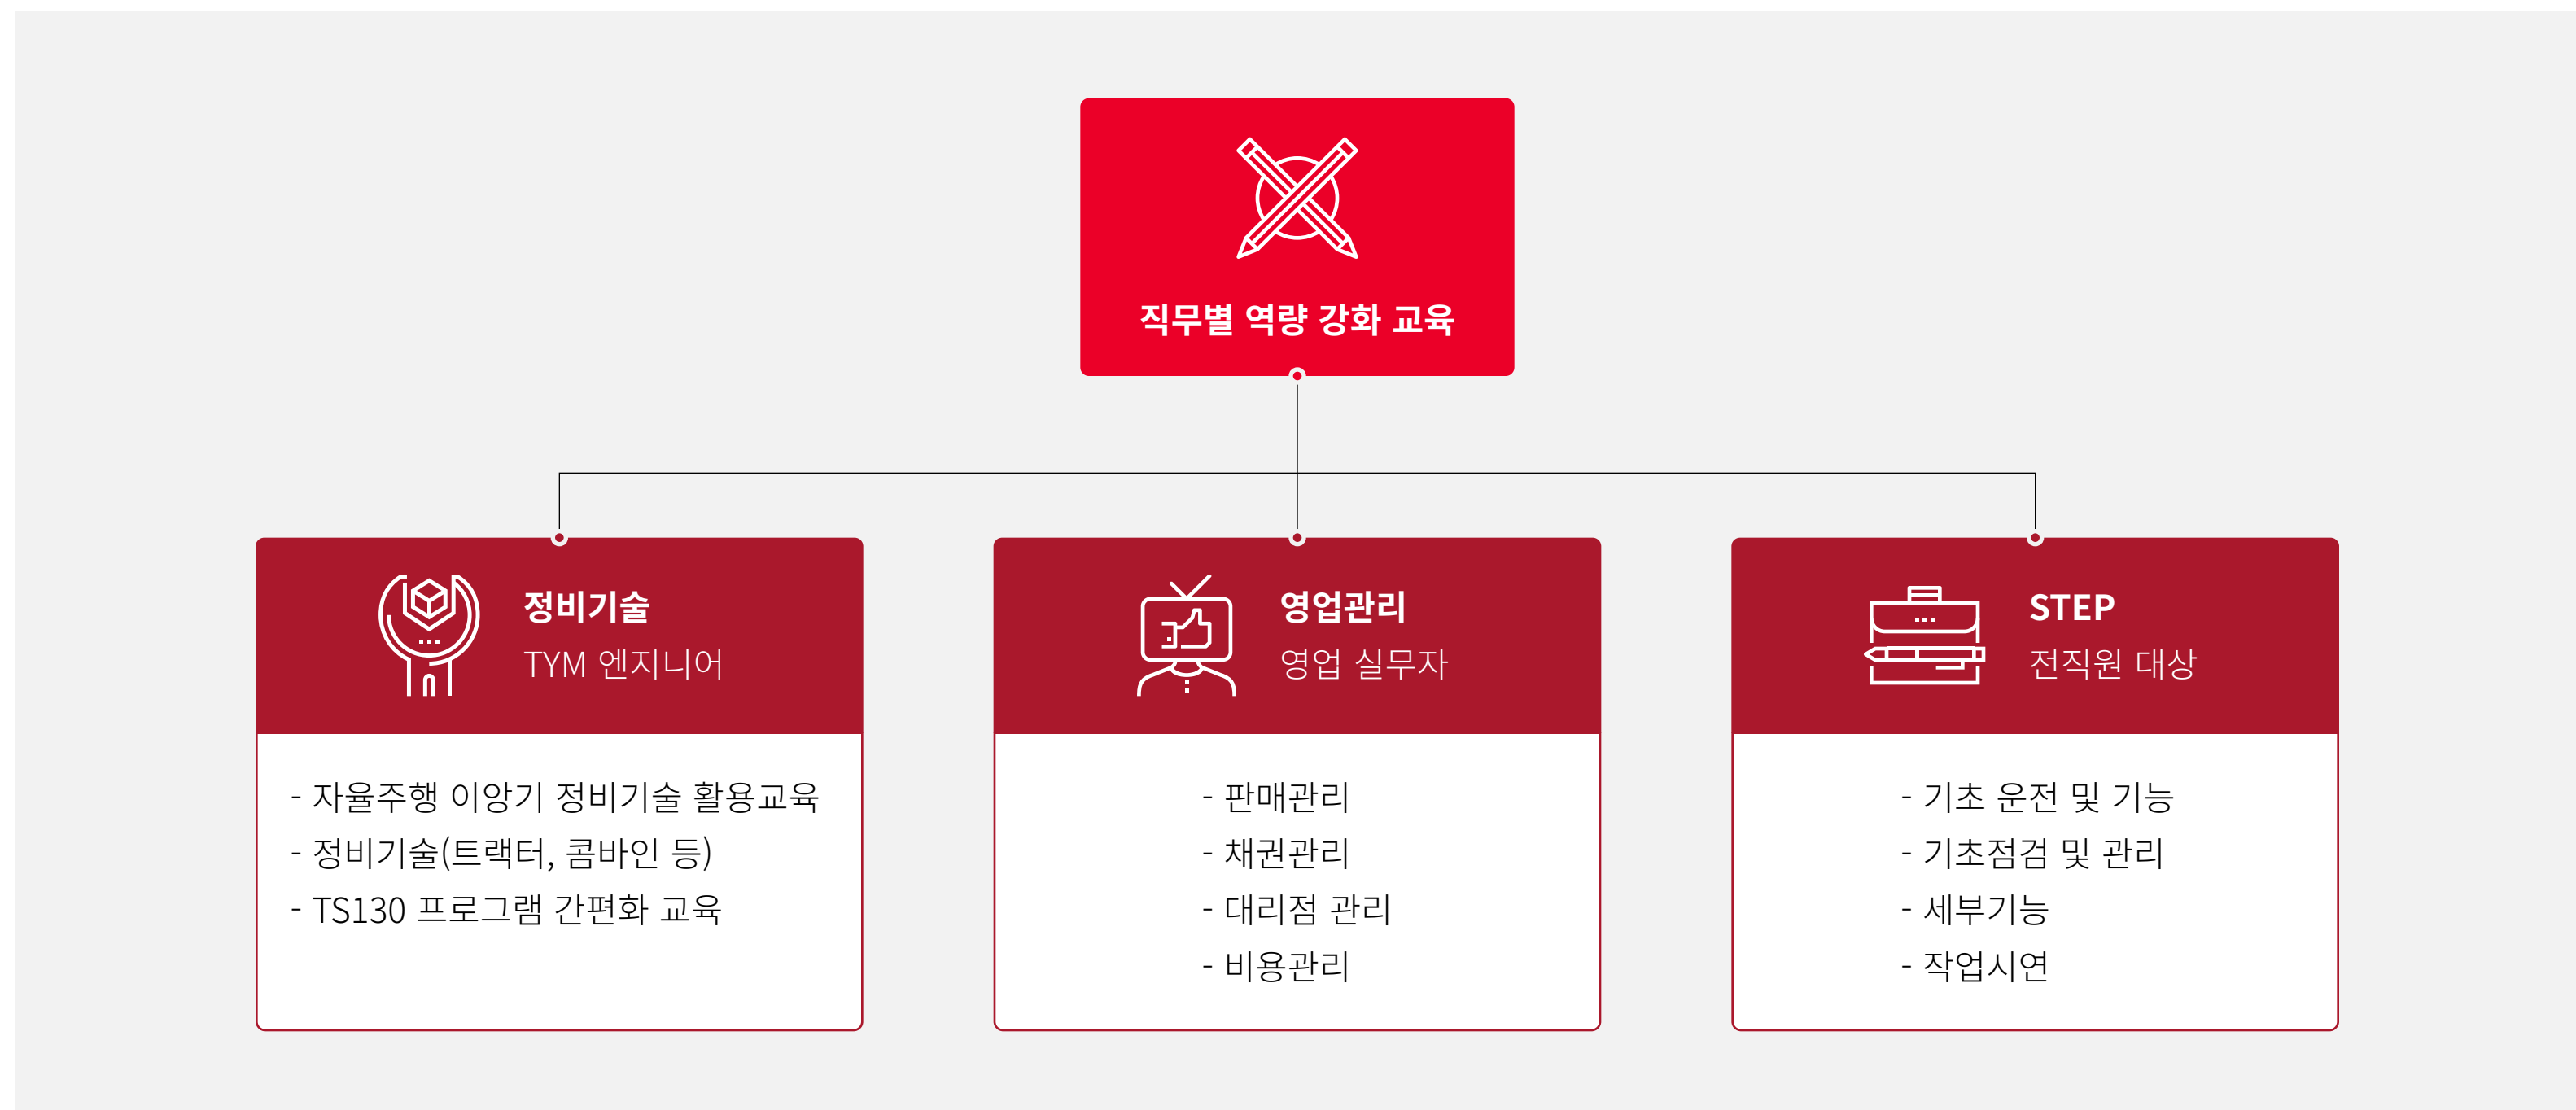 직무별 역량 강화 교육
정비기술
TYM 엔지니어
- 자율주행 이앙기 정비기술 활용교육
- 정비기술(트랙터, 콤바인 등)
- TS130 프로그램 간편화 교육
영업관리
영업 실무자
- 판매관리
- 채권관리
- 대리점 관리
- 비용관리
STEP
전직원 대상
- 기초 운전 및 기능
- 기초점검 및 관리
- 세부기능
- 작업시연